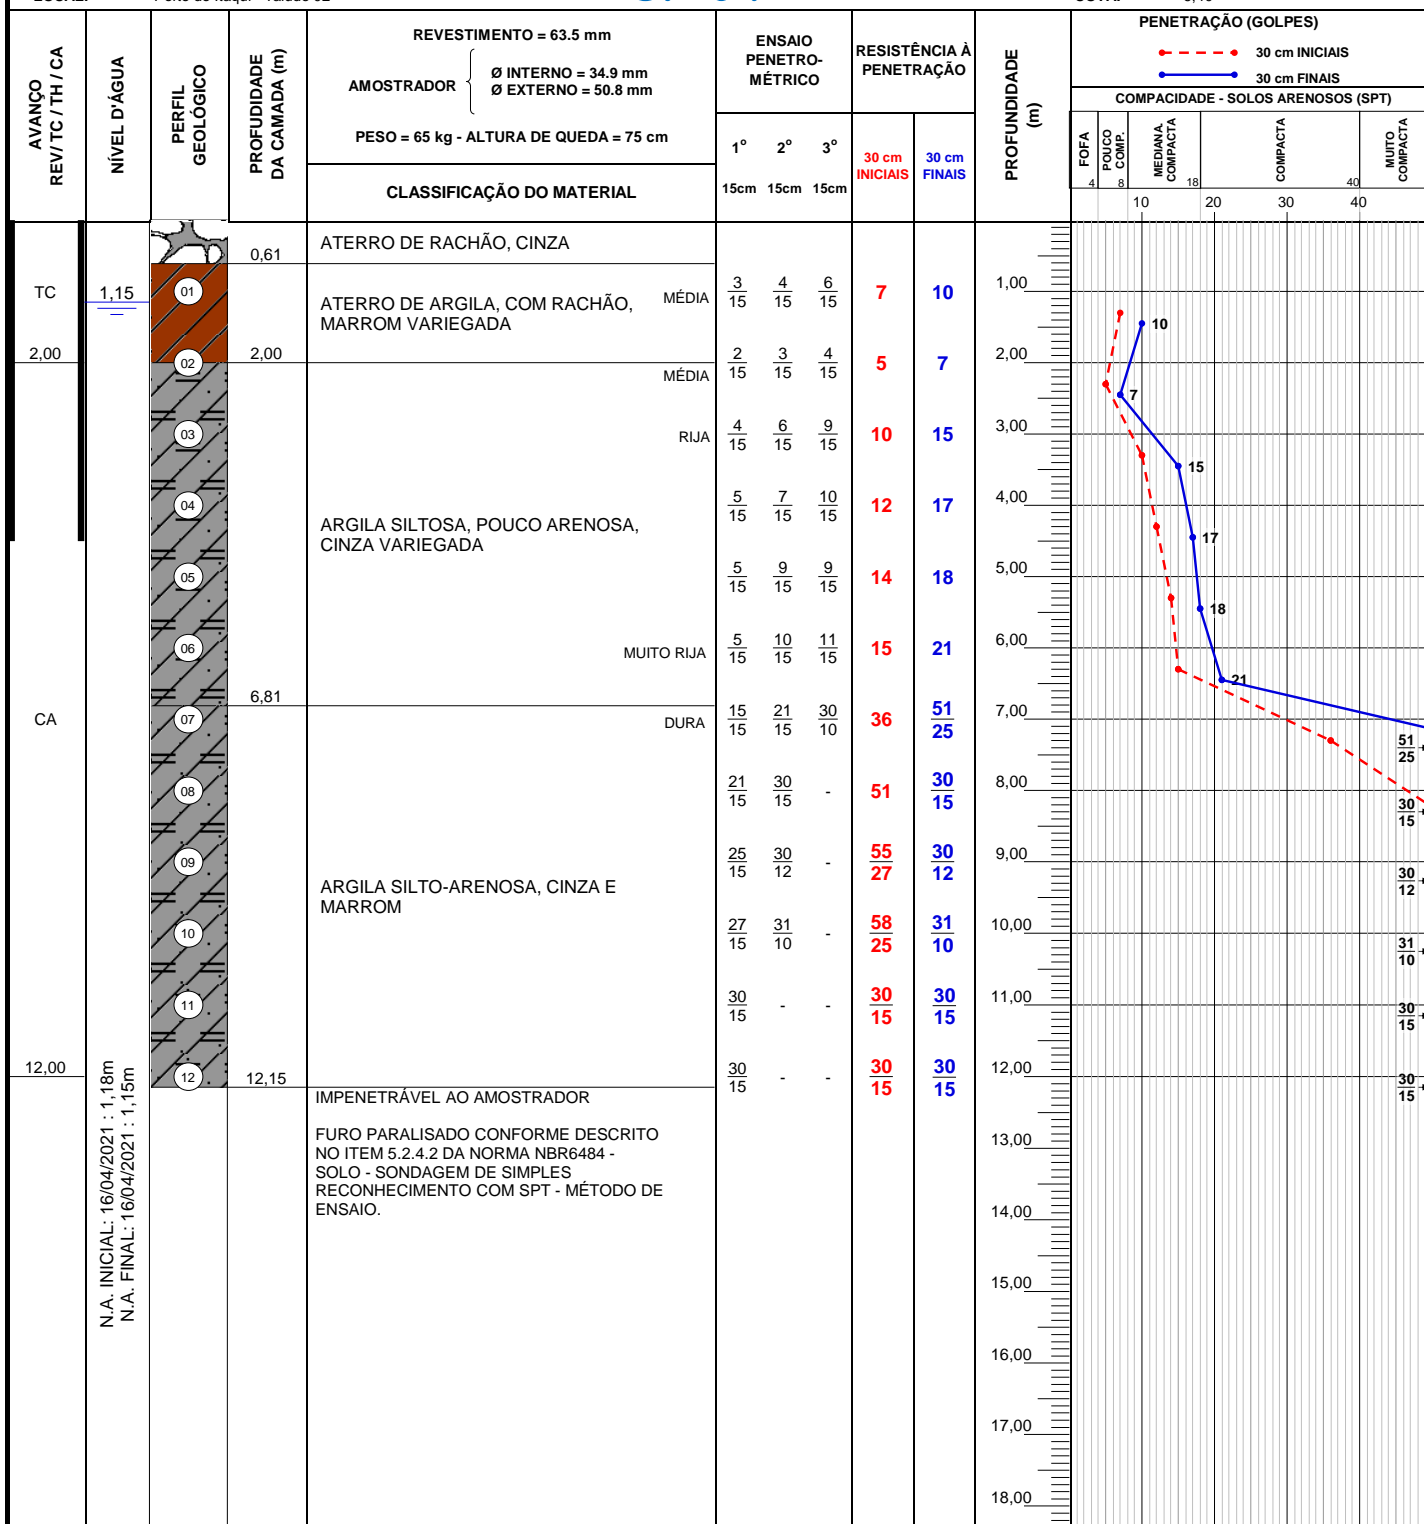 REVESTIMENTO = 63.5 mm
AMOSTRADOR
Ø INTERNO = 34.9 mm
Ø EXTERNO = 50.8 mm
PESO = 65 kg - ALTURA DE QUEDA = 75 cm
CLASSIFICAÇÃO DO MATERIAL
AVANÇO
REV/ TC / TH / CA
NÍVEL D'ÁGUA
PERFIL
GEOLÓGICO
PROFUDIDADE
DA CAMADA (m)
ENSAIO
PENETRO-
MÉTRICO
1° 2° 3°
15cm 15cm 15cm
RESISTÊNCIA À
PENETRAÇÃO
30 cm
INICIAIS
30 cm
FINAIS
PROFUNDIDADE
(m)
PENETRAÇÃO (GOLPES)
30 cm INICIAIS
30 cm FINAIS
COMPACIDADE - SOLOS ARENOSOS (SPT)
FOFA
4
POUCO
COMP.
8
MEDIANA.
COMPACTA
18
COMPACTA
40
MUITO
COMPACTA
10 20 30 40
0,61 ATERRO DE RACHÃO, CINZA
TC 1,15 01 MÉDIA 3/15 4/15 6/15 7 10 1,00
ATERRO DE ARGILA, COM RACHÃO,
MARROM VARIEGADA
10
2,00 02 2,00 MÉDIA 2/15 3/15 4/15 5 7 2,00
7
03 RIJA 4/15 6/15 9/15 10 15 3,00
15
04 5/15 7/15 10/15 12 17 4,00
ARGILA SILTOSA, POUCO ARENOSA,
CINZA VARIEGADA
17
05 5/15 9/15 9/15 14 18 5,00
18
06 MUITO RIJA 5/15 10/15 11/15 15 21 6,00
21
6,81
CA 07 DURA 15/15 21/15 30/10 36 51/25 7,00
51/25
08 21/15 30/15 - 51 30/15 8,00
30/15
09 25/15 30/12 - 55/27 30/12 9,00
30/12
ARGILA SILTO-ARENOSA, CINZA E
MARROM
10 27/15 31/10 - 58/25 31/10 10,00
31/10
11 30/15 - - 30/15 30/15 11,00
30/15
12,00 12 12,15 30/15 - - 30/15 30/15 12,00
30/15
IMPENETRÁVEL AO AMOSTRADOR
FURO PARALISADO CONFORME DESCRITO
NO ITEM 5.2.4.2 DA NORMA NBR6484 -
SOLO - SONDAGEM DE SIMPLES
RECONHECIMENTO COM SPT - MÉTODO DE
ENSAIO.
N.A. INICIAL: 16/04/2021 : 1,18m
N.A. FINAL: 16/04/2021 : 1,15m
13,00
14,00
15,00
16,00
17,00
18,00